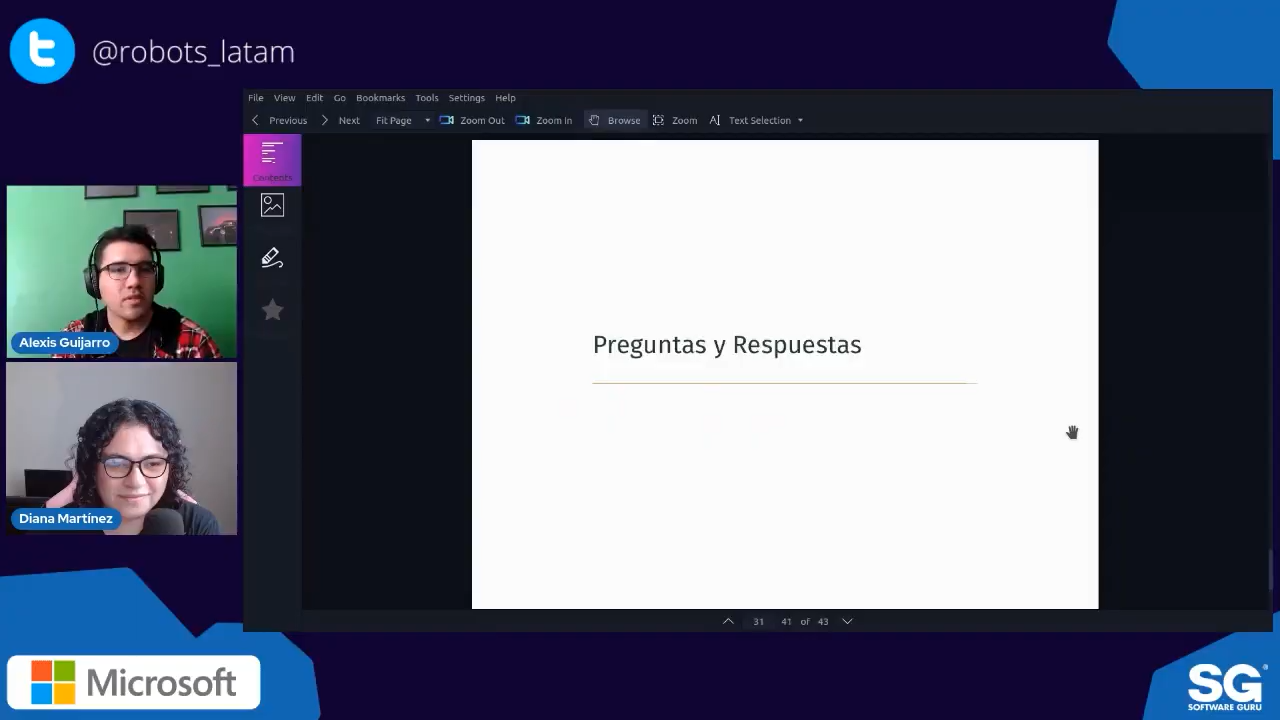 @robots_latam
File View Edit Go Bookmarks Tools Settings Help
Previous Next Fit Page Zoom Out Zoom In Browse Zoom Text Selection
Contents
Preguntas y Respuestas
Alexis Guijarro
Diana Martínez
31 41 of 43
Microsoft
SG
SOFTWARE GURU